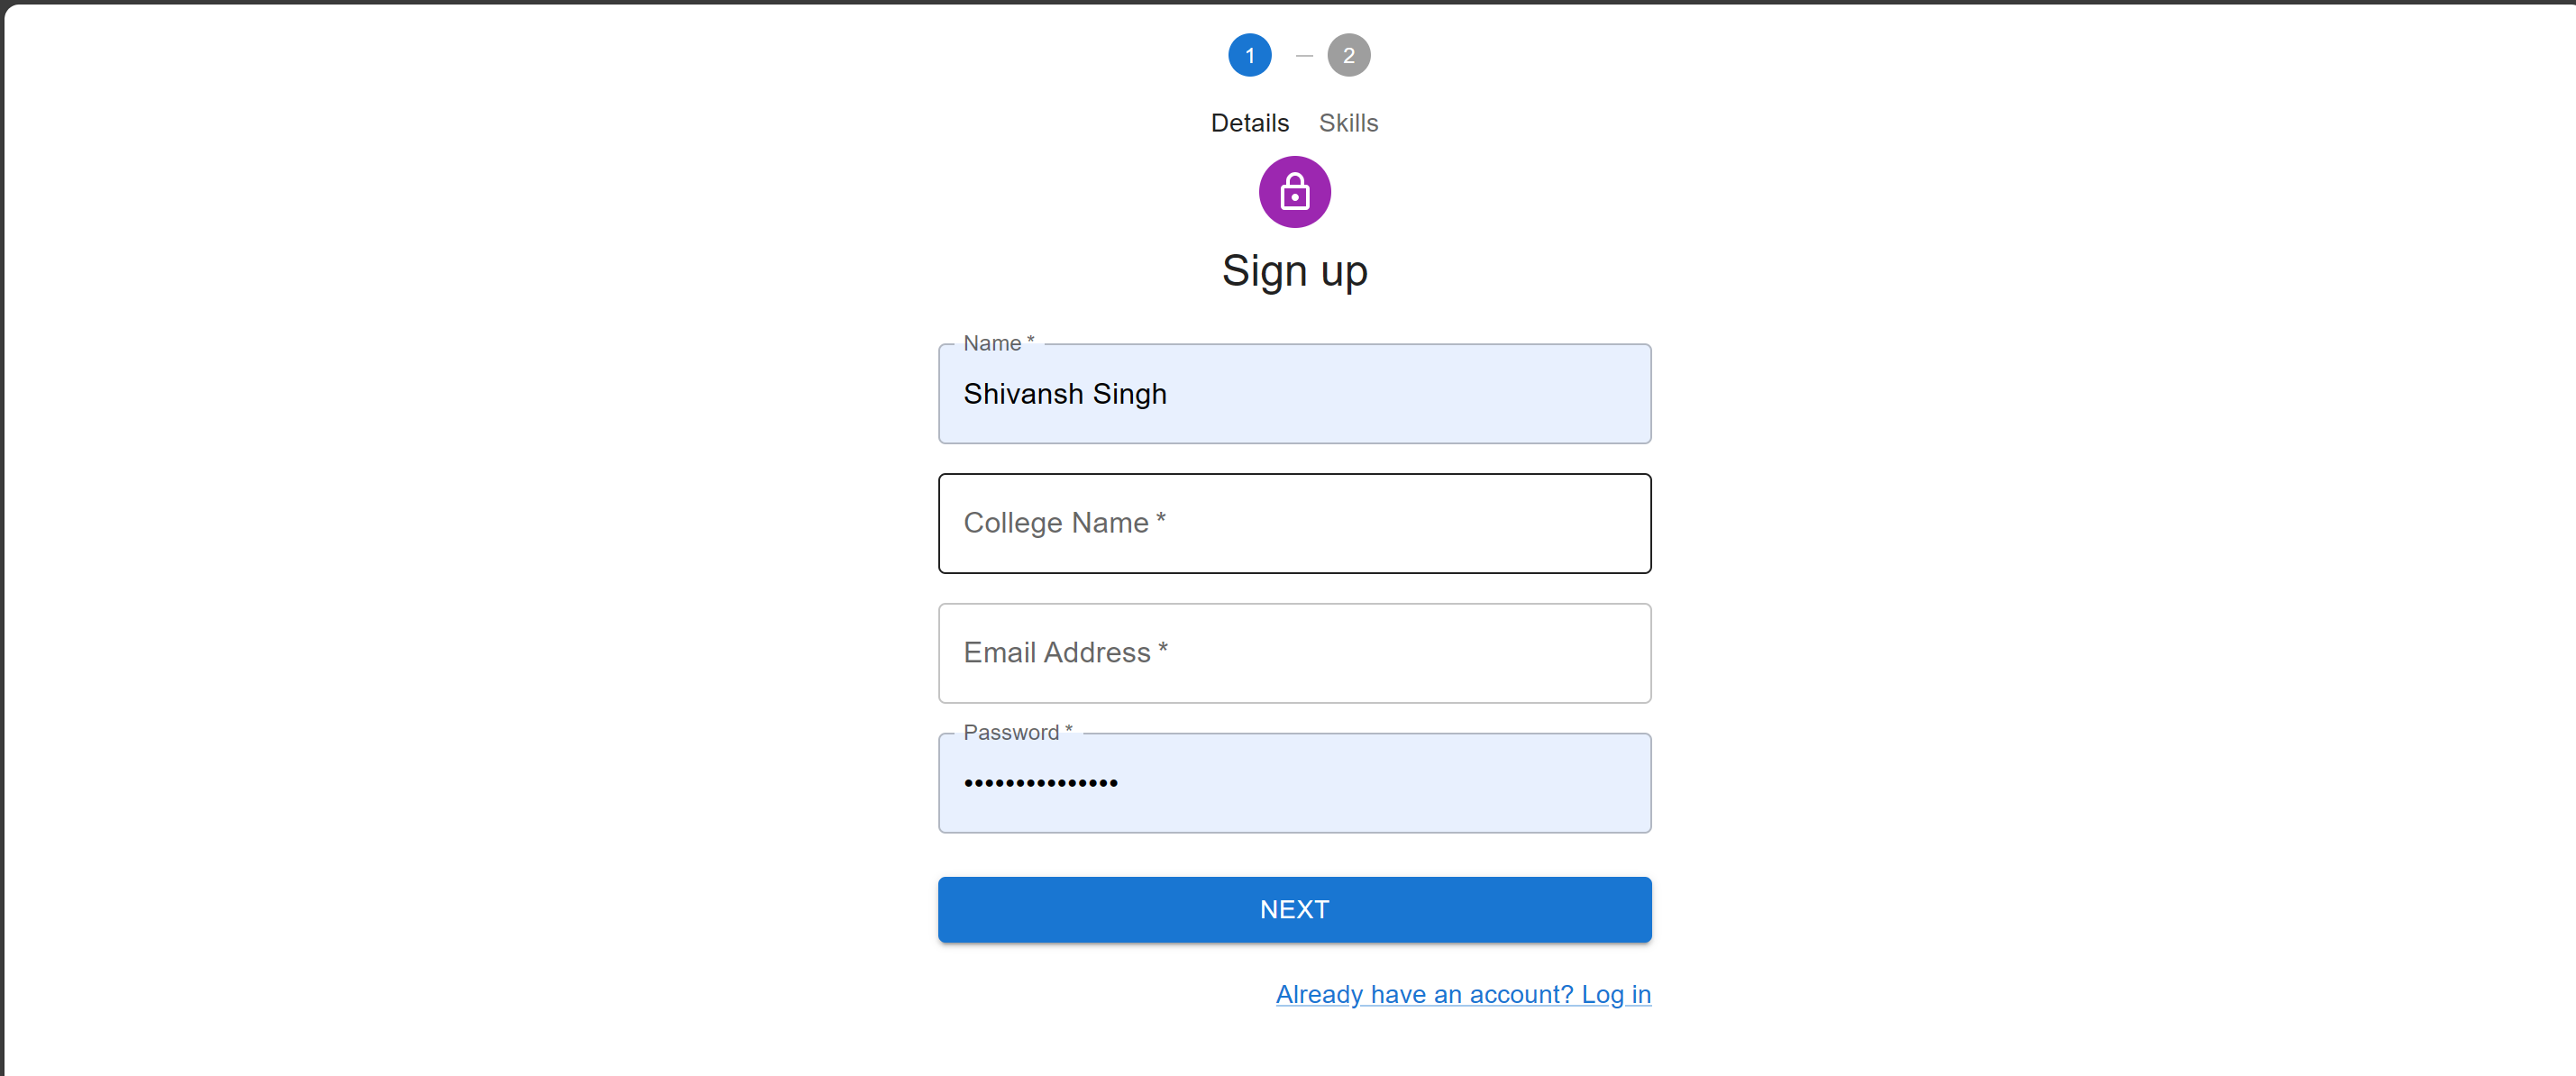 1 2
Details Skills
Sign up
Name *
Shivansh Singh
College Name *
Email Address *
Password *
•••••••••••••••
NEXT
Already have an account? Log in